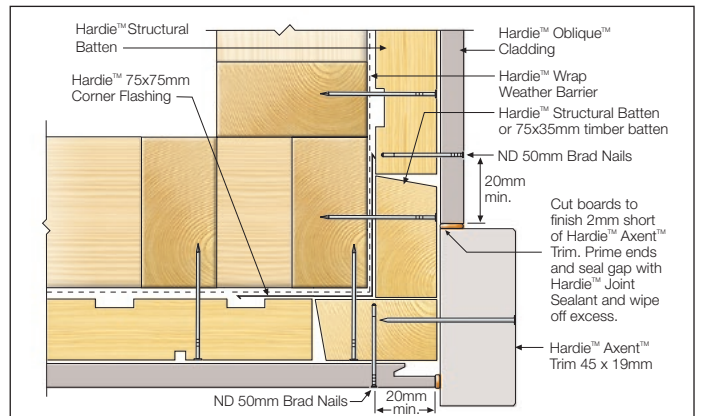 Hardie™ Structural
Batten
Hardie™ 75x75mm
Corner Flashing
Hardie™ Oblique™
Cladding
Hardie™ Wrap
Weather Barrier
Hardie™ Structural Batten
or 75x35mm timber batten
ND 50mm Brad Nails
20mm
min.
Cut boards to
finish 2mm short
of Hardie™ Axent™
Trim. Prime ends
and seal gap with
Hardie™ Joint
Sealant and wipe
off excess.
Hardie™ Axent™
Trim 45 x 19mm
ND 50mm Brad Nails
20mm
min.